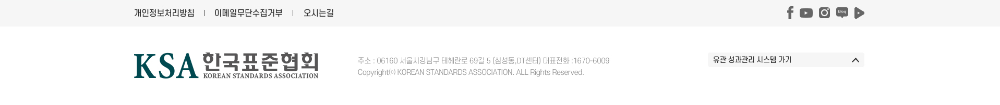 개인정보처리방침 | 이메일무단수집거부 | 오시는길
blog
KSA 한국표준협회
KOREAN STANDARDS ASSOCIATION
주소 : 06160 서울시강남구 테헤란로 69길 5 (삼성동,DT센터) 대표전화 :1670-6009
Copyright(c) KOREAN STANDARDS ASSOCIATION. ALL Rights Reserved.
유관 성과관리 시스템 가기